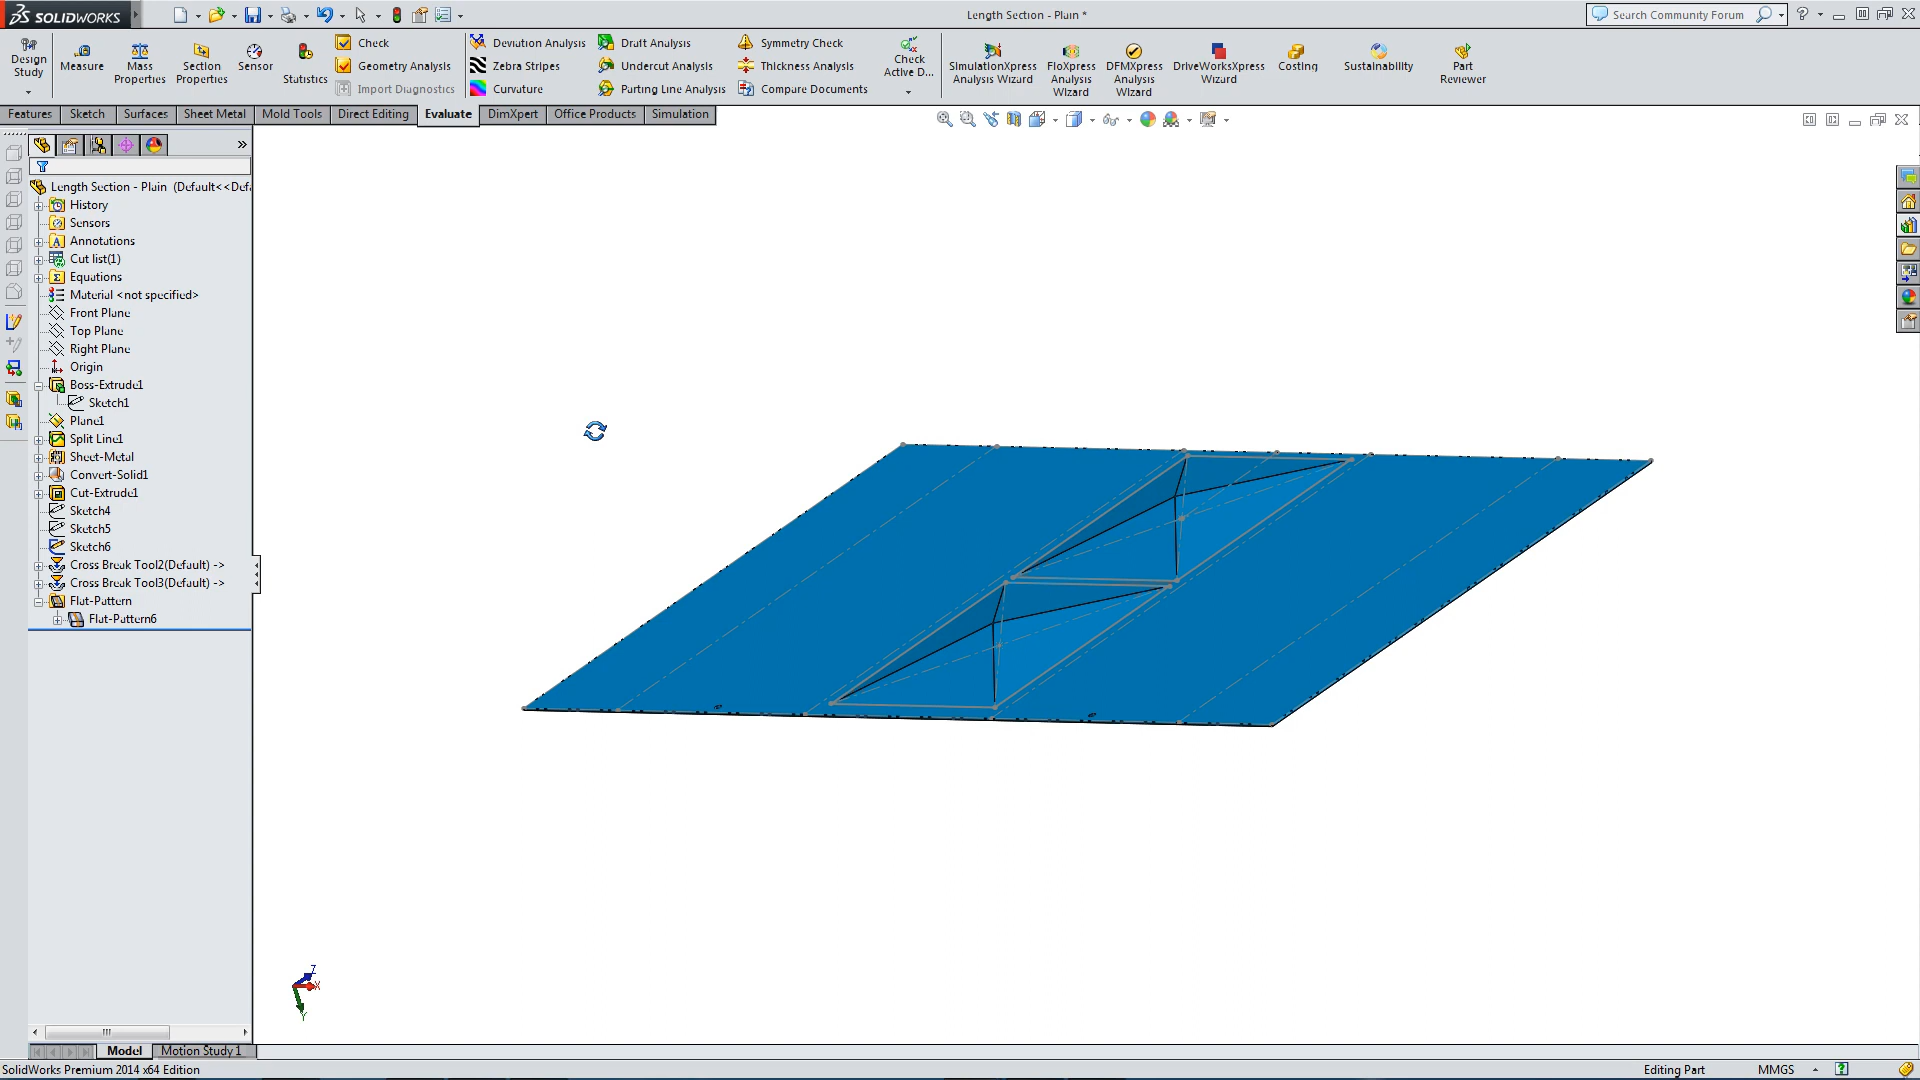 SOLIDWORKS
Length Section - Plain *
Search Community Forum
Design Study
Measure
Mass Properties
Section Properties
Sensor
Statistics
Check
Geometry Analysis
Import Diagnostics
Deviation Analysis
Zebra Stripes
Curvature
Draft Analysis
Undercut Analysis
Parting Line Analysis
Symmetry Check
Thickness Analysis
Compare Documents
Check Active D...
SimulationXpress Analysis Wizard
FloXpress Analysis Wizard
DFMXpress Analysis Wizard
DriveWorksXpress Wizard
Costing
Sustainability
Part Reviewer
Features
Sketch
Surfaces
Sheet Metal
Mold Tools
Direct Editing
Evaluate
DimXpert
Office Products
Simulation
Length Section - Plain (Default<<Defa
History
Sensors
Annotations
Cut list(1)
Equations
Material <not specified>
Front Plane
Top Plane
Right Plane
Origin
Boss-Extrude1
Sketch1
Plane1
Split Line1
Sheet-Metal
Convert-Solid1
Cut-Extrude1
Sketch4
Sketch5
Sketch6
Cross Break Tool2(Default) ->
Cross Break Tool3(Default) ->
Flat-Pattern
Flat-Pattern6
Z
X
Y
Model
Motion Study 1
SolidWorks Premium 2014 x64 Edition
Editing Part
MMGS